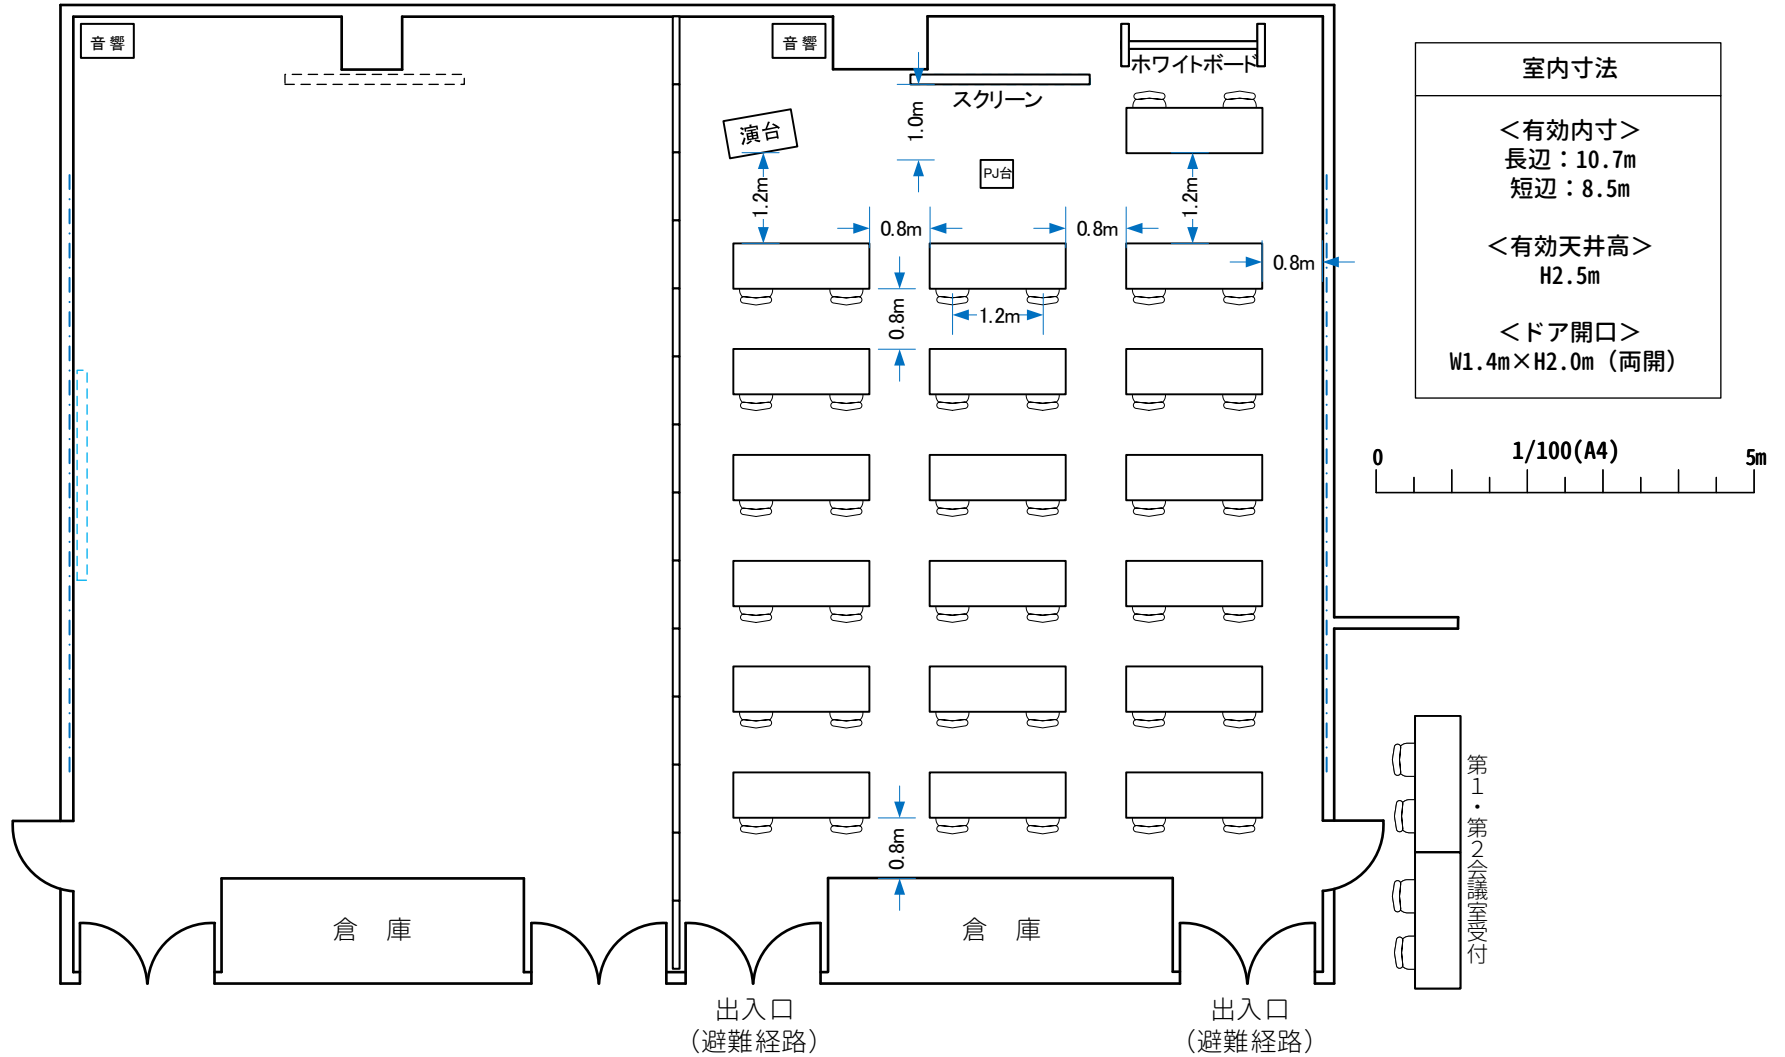 音響
音響
ホワイトボード
スクリーン
演台
1.0m
PJ台
1.2m
1.2m
0.8m
0.8m
0.8m
0.8m
1.2m
0.8m
倉 庫
倉 庫
出入口
（避難経路）
出入口
（避難経路）
室内寸法
＜有効内寸＞
長辺：10.7m
短辺：8.5m
＜有効天井高＞
H2.5m
＜ドア開口＞
W1.4m×H2.0m（両開）
0 1/100(A4) 5m
第１・第２会議室受付